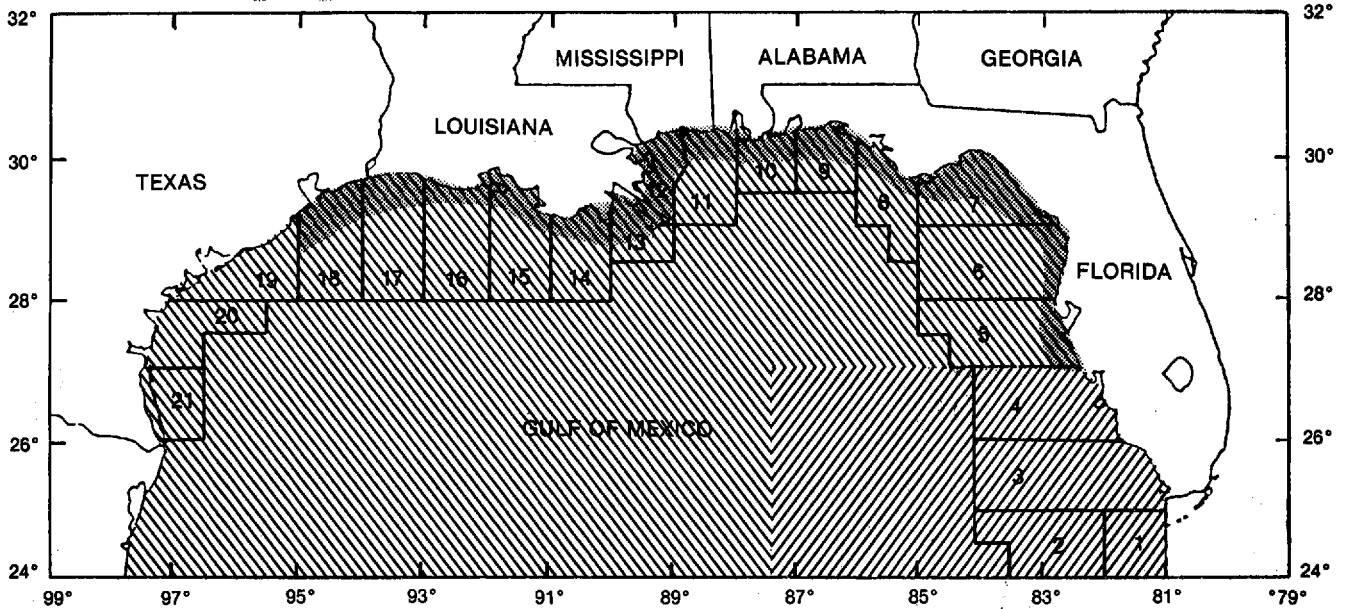 32° 32°
MISSISSIPPI ALABAMA GEORGIA
LOUISIANA
30° 30°
TEXAS
10 9
11 8 7
13
FLORIDA
19 18 17 16 15 14 6
28° 28°
20
5
21 4
26° GULF OF MEXICO 26°
3
2 1
24° 24°
99° 97° 95° 93° 91° 89° 87° 85° 83° 81° °79°